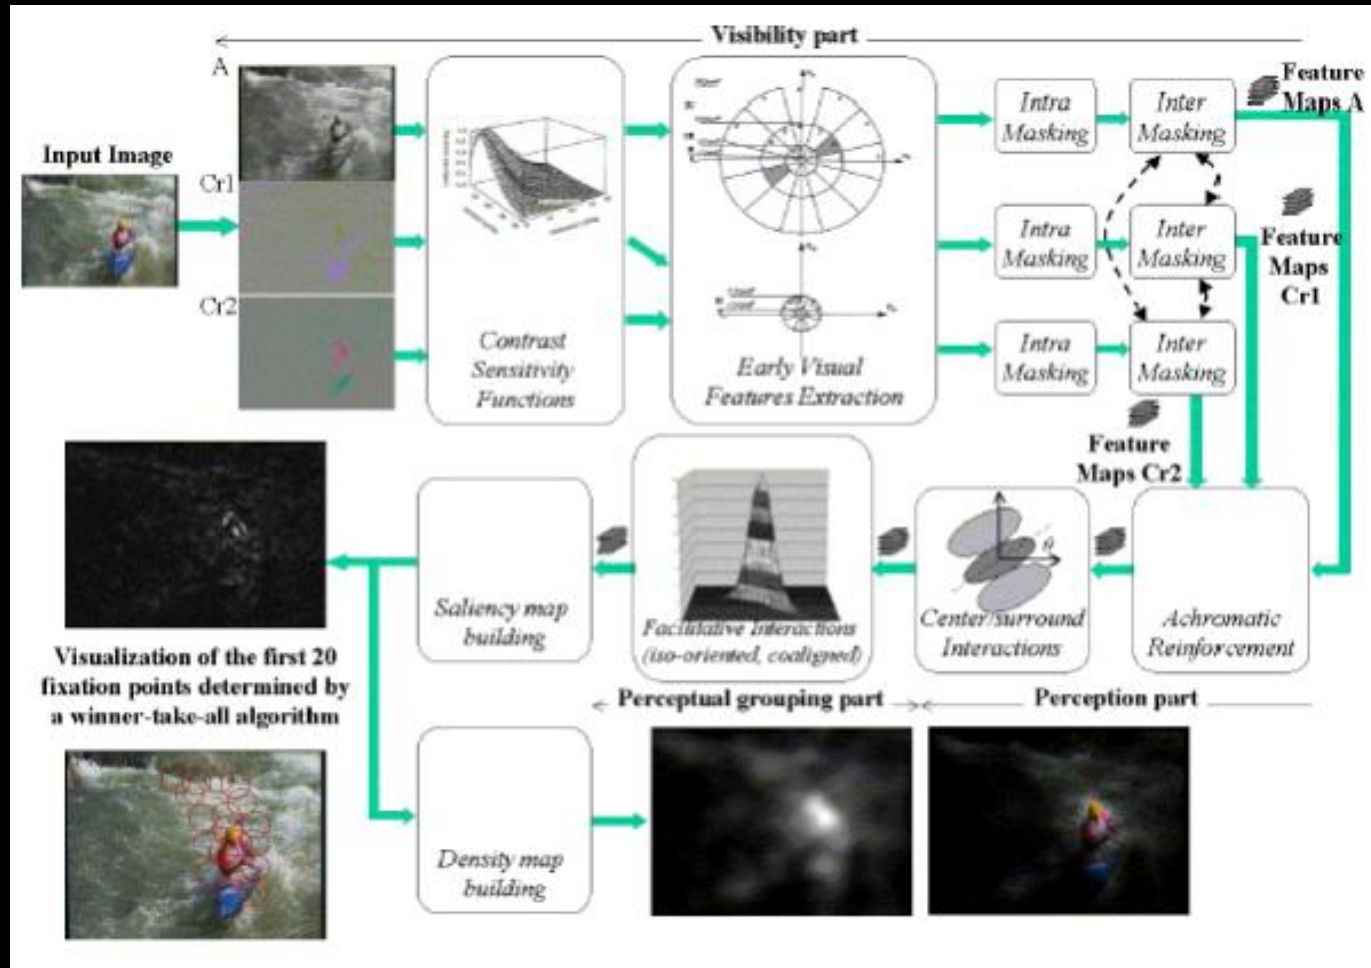 Visibility part
A
Input Image
Cr1
Cr2
Contrast
Sensitivity
Functions
Early Visual
Features Extraction
Intra
Masking
Inter
Masking
Feature
Maps A
Intra
Masking
Inter
Masking
Feature
Maps
Cr1
Intra
Masking
Inter
Masking
Feature
Maps Cr2
Achromatic
Reinforcement
Center/surround
Interactions
θ
Facilitative Interactions
(iso-oriented, coaligned)
Saliency map
building
Perceptual grouping part
Perception part
Visualization of the first 20
fixation points determined by
a winner-take-all algorithm
Density map
building